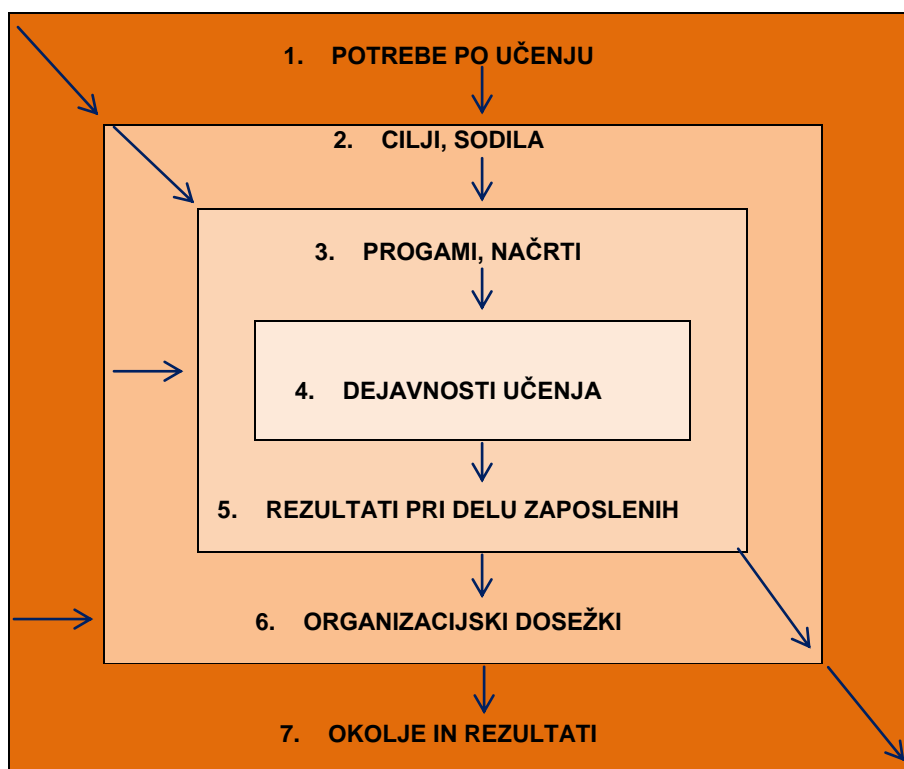 1. POTREBE PO UČENJU
2. CILJI, SODILA
3. PROGAMI, NAČRTI
4. DEJAVNOSTI UČENJA
5. REZULTATI PRI DELU ZAPOSLENIH
6. ORGANIZACIJSKI DOSEŽKI
7. OKOLJE IN REZULTATI